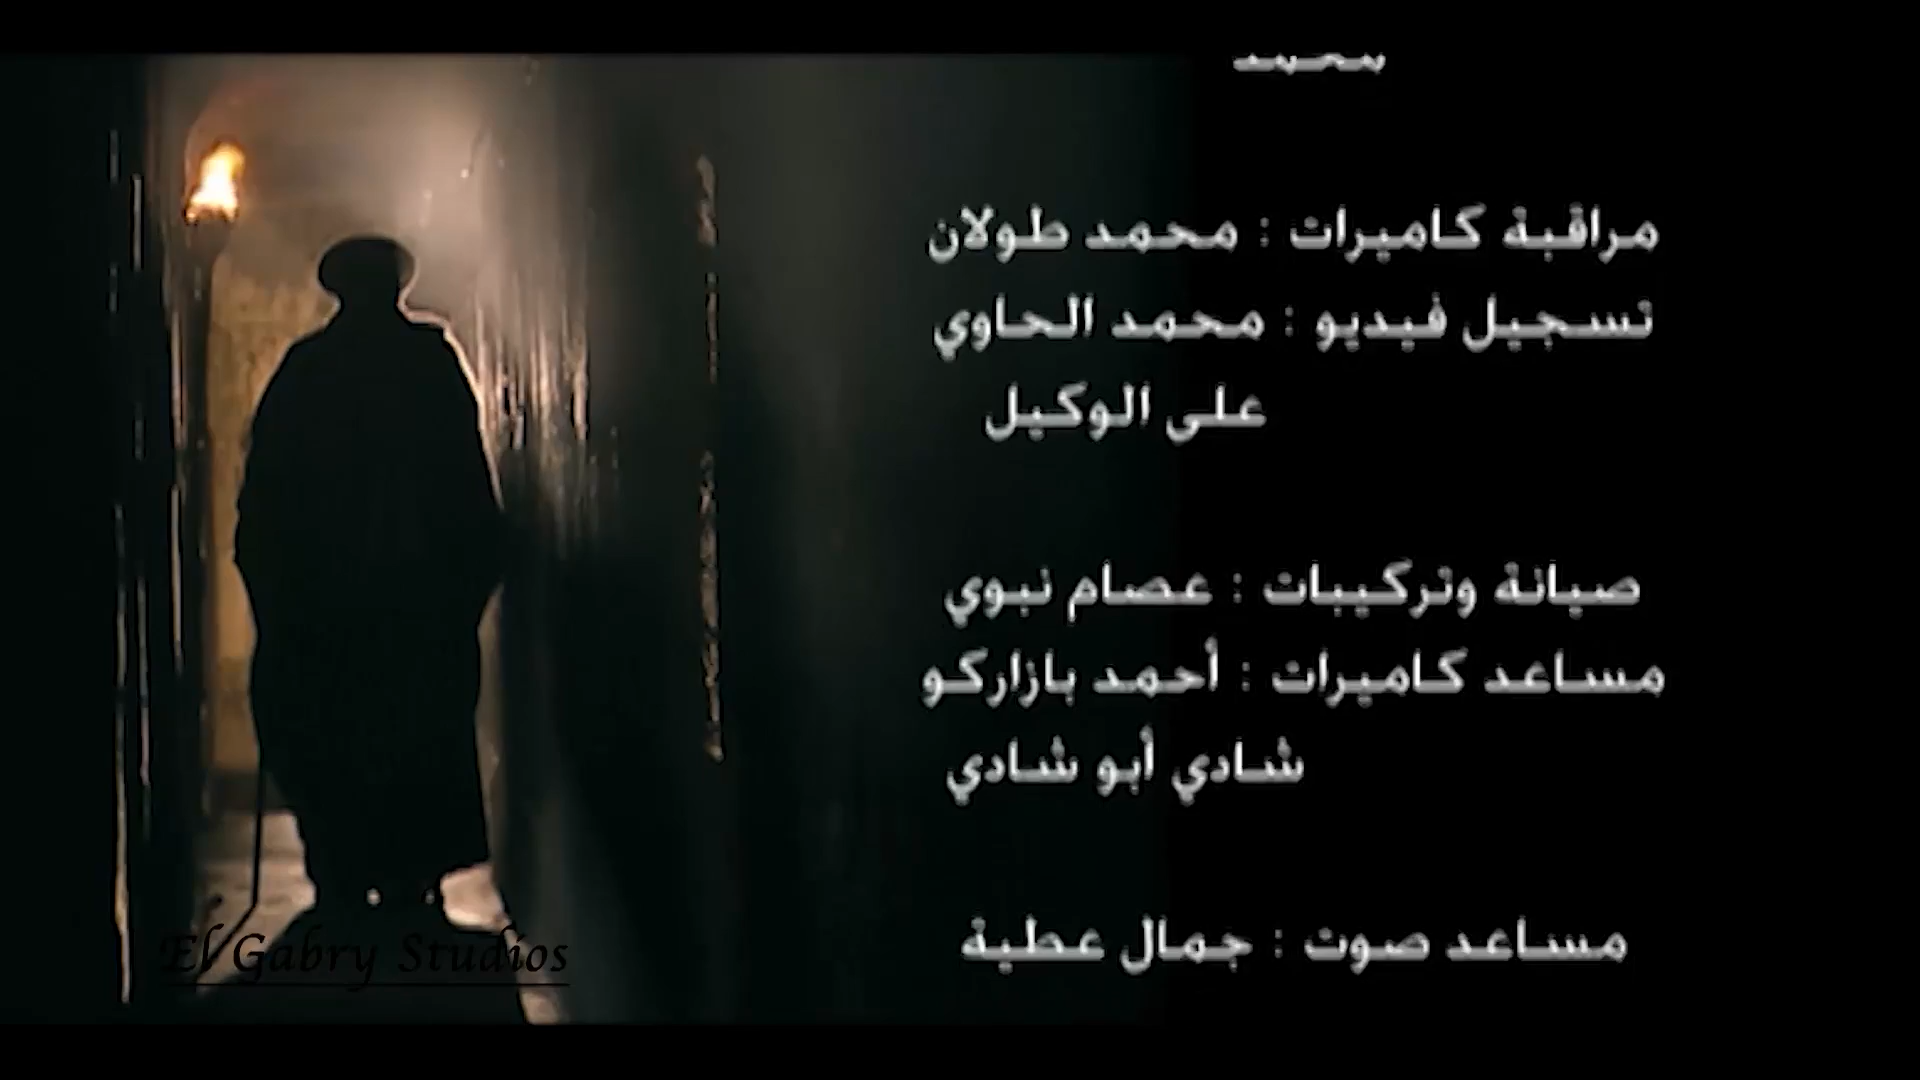 محمد
مراقبة كاميرات : محمد طولان
تسجيل فيديو : محمد الحاوي
على الوكيل
صيانة وتركيبات : عصام نبوي
مساعد كاميرات : أحمد بازاركو
شادي أبو شادي
مساعد صوت : جمال عطية
El Gabry Studios